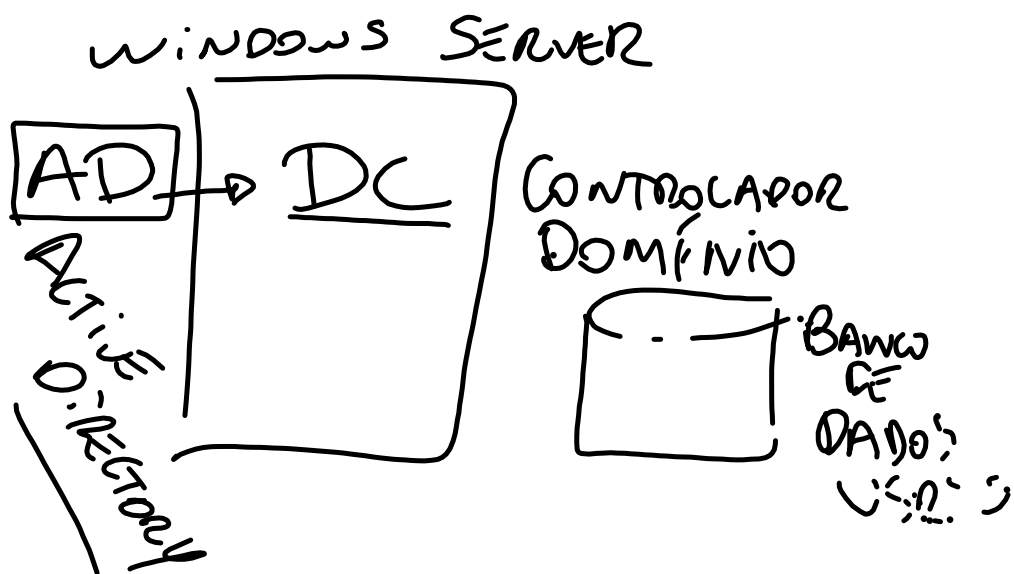 WINDOWS SERVER
AD
DC
CONTROLADOR
DOMÍNIO
ACTIVE
DIRECTORY
BANCO
DE
DADOS